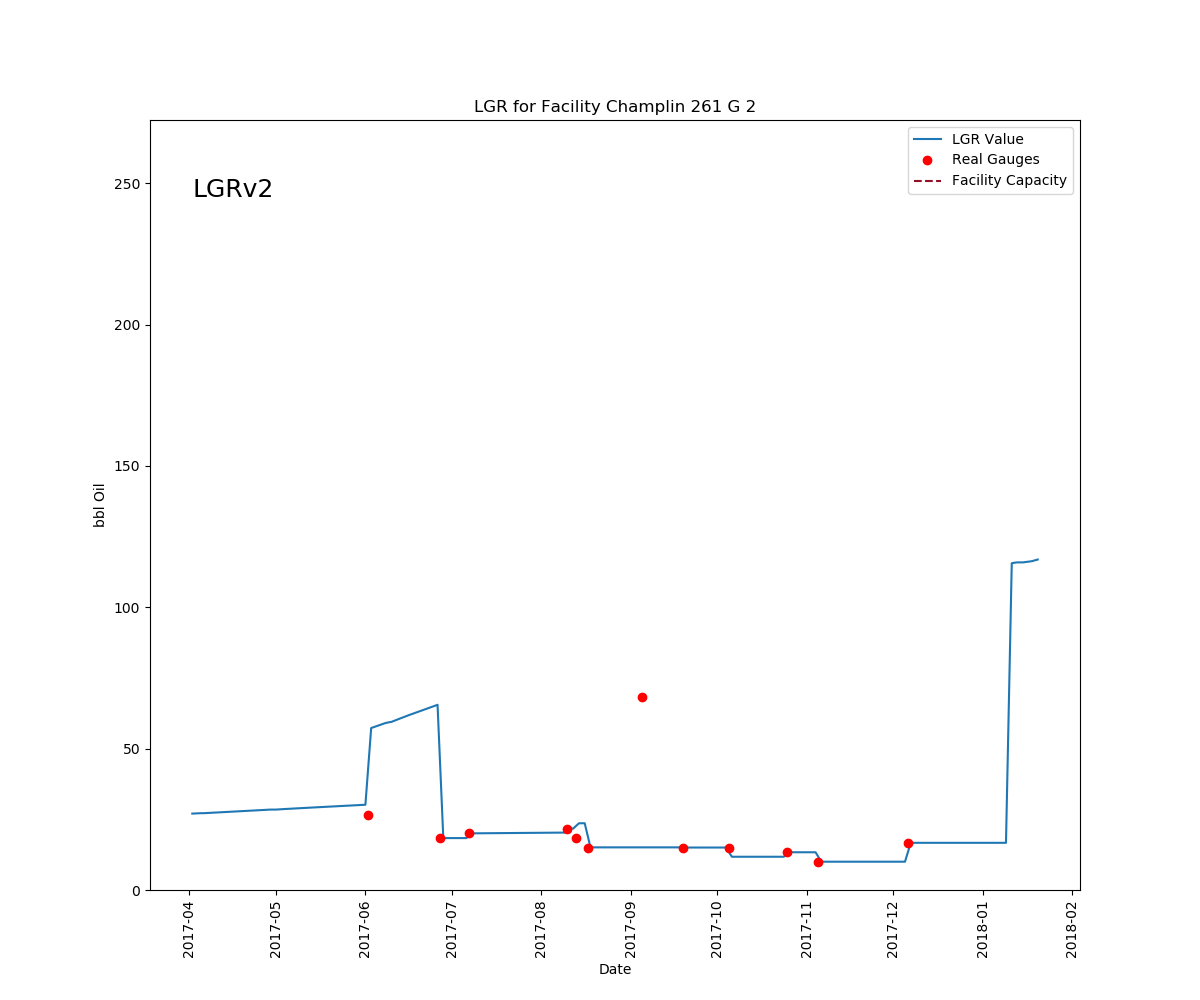 LGR for Facility Champlin 261 G 2
LGRv2
LGR Value
Real Gauges
Facility Capacity
250
200
150
100
50
0
bbl Oil
2017-04
2017-05
2017-06
2017-07
2017-08
2017-09
2017-10
2017-11
2017-12
2018-01
2018-02
Date